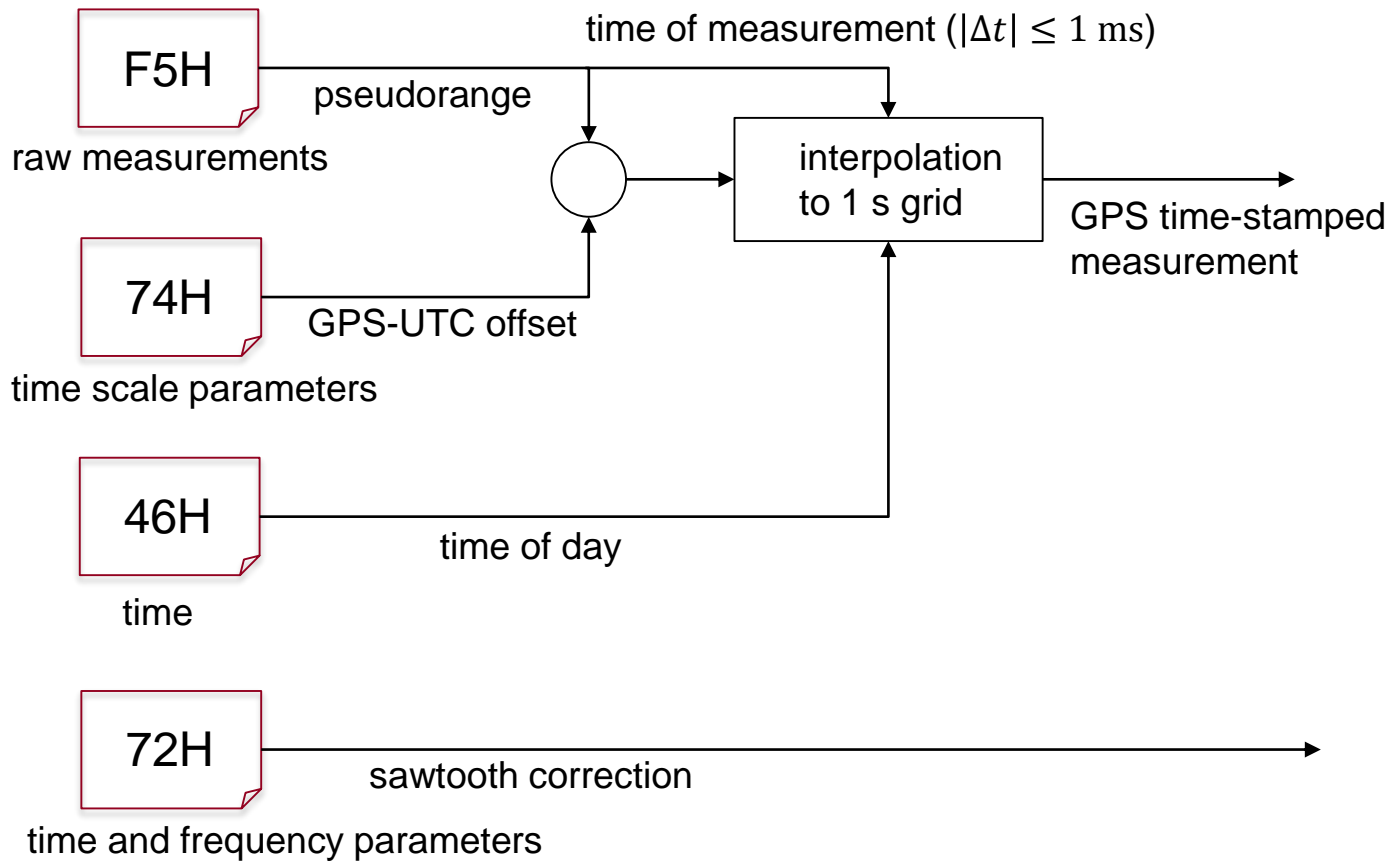 time of measurement (|Δt| ≤ 1 ms)
F5H
pseudorange
raw measurements
interpolation
to 1 s grid
GPS time-stamped
measurement
74H
GPS-UTC offset
time scale parameters
46H
time of day
time
72H
sawtooth correction
time and frequency parameters